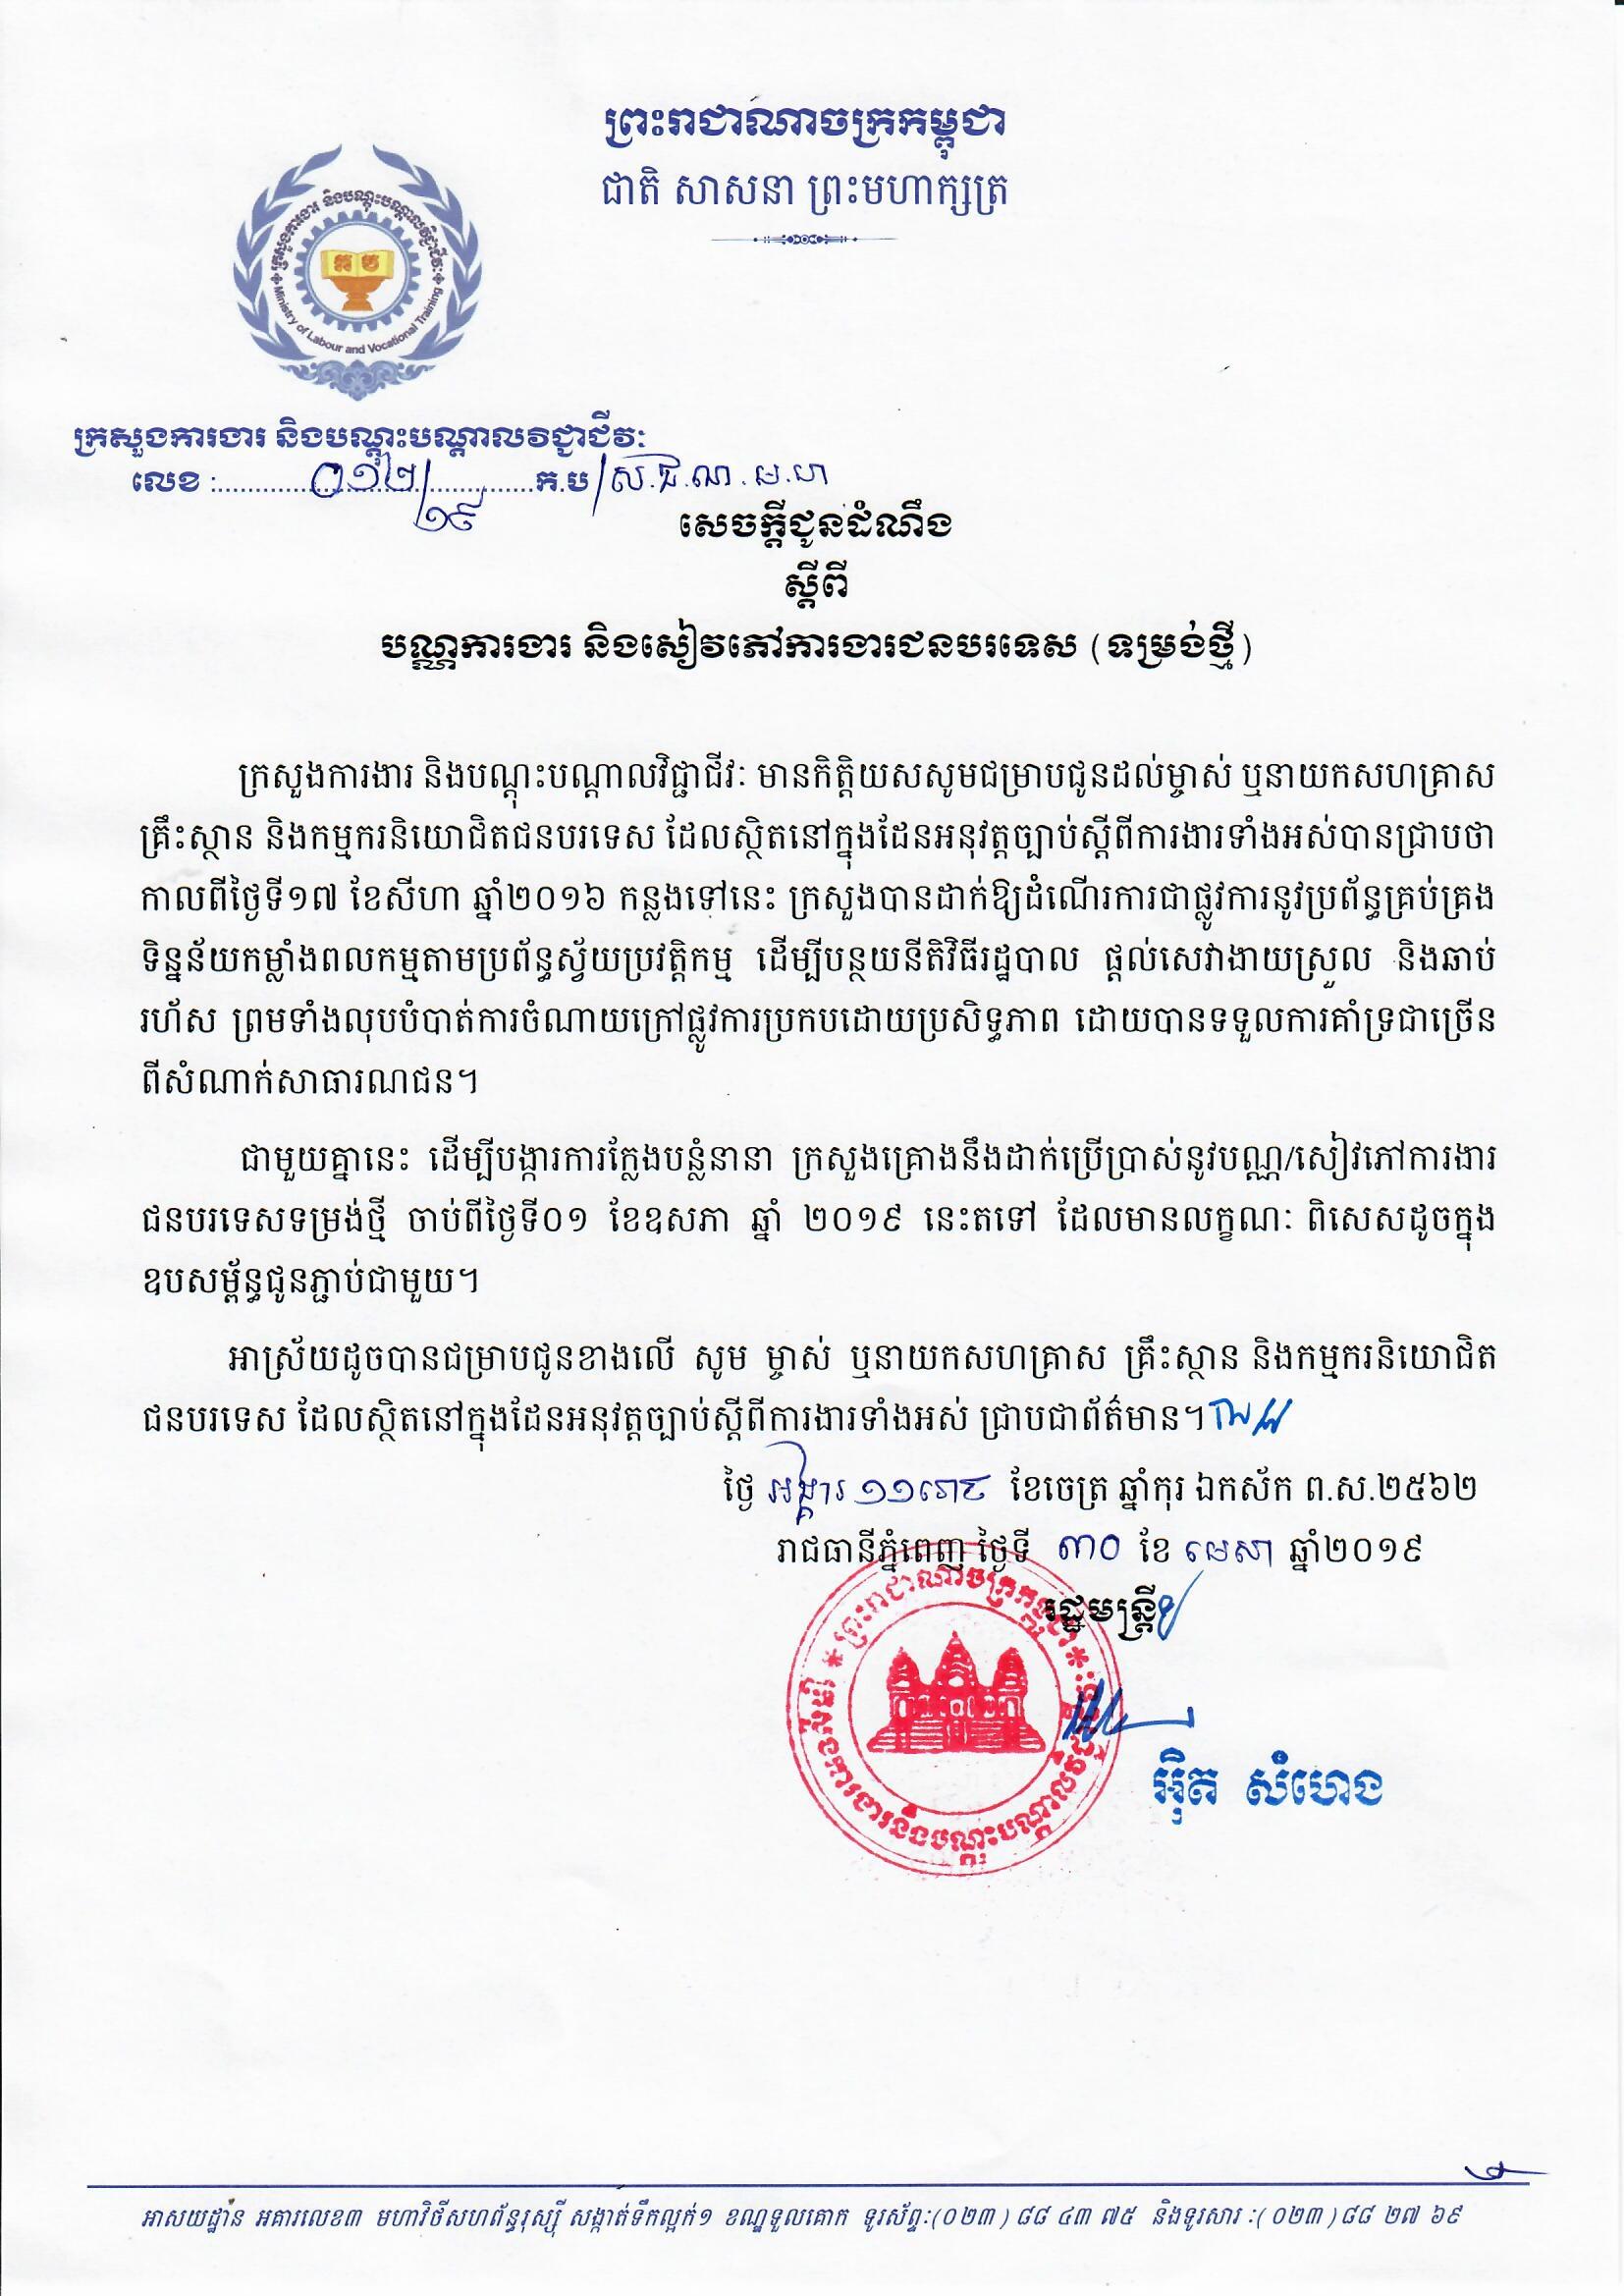 ព្រះរាជាណាចក្រកម្ពុជា
ជាតិ សាសនា ព្រះមហាក្សត្រ
ក្រសួងការងារ និងបណ្តុះបណ្តាលវិជ្ជាជីវៈ
Ministry of Labour and Vocational Training
ក្រសួងការងារ និងបណ្តុះបណ្តាលវិជ្ជាជីវៈ
លេខ :.......០១២/១៩.......ក.ប/ស.ជ.ណ.ម.ហ
សេចក្តីជូនដំណឹង
ស្តីពី
បណ្ណការងារ និងសៀវភៅការងារជនបរទេស (ទម្រង់ថ្មី)
ក្រសួងការងារ និងបណ្តុះបណ្តាលវិជ្ជាជីវៈ មានកិត្តិយសសូមជម្រាបជូនដល់ម្ចាស់ ឬនាយកសហគ្រាស
គ្រឹះស្ថាន និងកម្មករនិយោជិតជនបរទេស ដែលស្ថិតនៅក្នុងដែនអនុវត្តច្បាប់ស្តីពីការងារទាំងអស់បានជ្រាបថា
កាលពីថ្ងៃទី១៧ ខែសីហា ឆ្នាំ២០១៦ កន្លងទៅនេះ ក្រសួងបានដាក់ឱ្យដំណើរការជាផ្លូវការនូវប្រព័ន្ធគ្រប់គ្រង
ទិន្នន័យកម្លាំងពលកម្មតាមប្រព័ន្ធស្វ័យប្រវត្តិកម្ម ដើម្បីបន្ថយនីតិវិធីរដ្ឋបាល ផ្តល់សេវាងាយស្រួល និងឆាប់
រហ័ស ព្រមទាំងលុបបំបាត់ការចំណាយក្រៅផ្លូវការប្រកបដោយប្រសិទ្ធភាព ដោយបានទទួលការគាំទ្រជាច្រើន
ពីសំណាក់សាធារណជន។
ជាមួយគ្នានេះ ដើម្បីបង្ការការក្លែងបន្លំនានា ក្រសួងគ្រោងនឹងដាក់ប្រើប្រាស់នូវបណ្ណ/សៀវភៅការងារ
ជនបរទេសទម្រង់ថ្មី ចាប់ពីថ្ងៃទី០១ ខែឧសភា ឆ្នាំ ២០១៩ នេះតទៅ ដែលមានលក្ខណៈ ពិសេសដូចក្នុង
ឧបសម្ព័ន្ធជូនភ្ជាប់ជាមួយ។
អាស្រ័យដូចបានជម្រាបជូនខាងលើ សូម ម្ចាស់ ឬនាយកសហគ្រាស គ្រឹះស្ថាន និងកម្មករនិយោជិត
ជនបរទេស ដែលស្ថិតនៅក្នុងដែនអនុវត្តច្បាប់ស្តីពីការងារទាំងអស់ ជ្រាបជាព័ត៌មាន។
ថ្ងៃ អង្គារ ១១រោច ខែចេត្រ ឆ្នាំកុរ ឯកស័ក ព.ស.២៥៦២
រាជធានីភ្នំពេញ ថ្ងៃទី ៣០ ខែ មេសា ឆ្នាំ២០១៩
រដ្ឋមន្ត្រី
ព្រះរាជាណាចក្រកម្ពុជា
ក្រសួងការងារនិងបណ្តុះបណ្តាលវិជ្ជាជីវៈ
អ៊ិត សំហេង
អាសយដ្ឋាន អគារលេខ៣ មហាវិថីសហព័ន្ធរុស្ស៊ី សង្កាត់ទឹកល្អក់១ ខណ្ឌទួលគោក ទូរស័ព្ទៈ(០២៣) ៨៨ ៤៣ ៧៥ និងទូរសារ ៈ( ០២៣)៨៨ ២៧ ៦៩